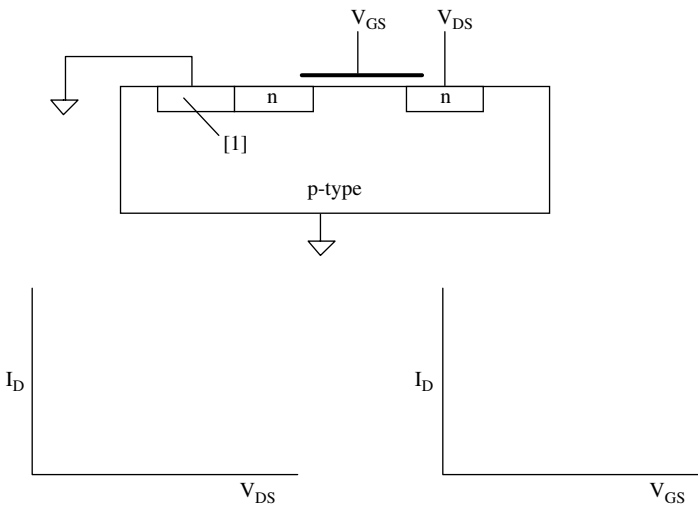 V_GS V_DS
n n
[1]
p-type
I_D I_D
V_DS V_GS